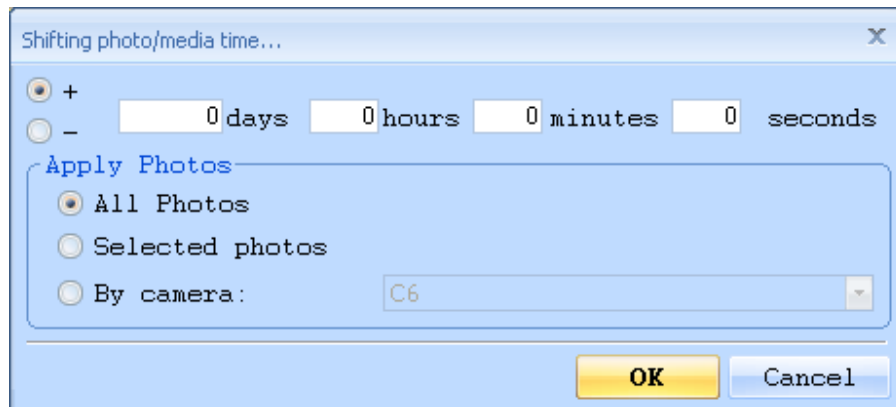 Shifting photo/media time...
+
0 days 0 hours 0 minutes 0 seconds
−
Apply Photos
All Photos
Selected photos
By camera: C6
OK Cancel